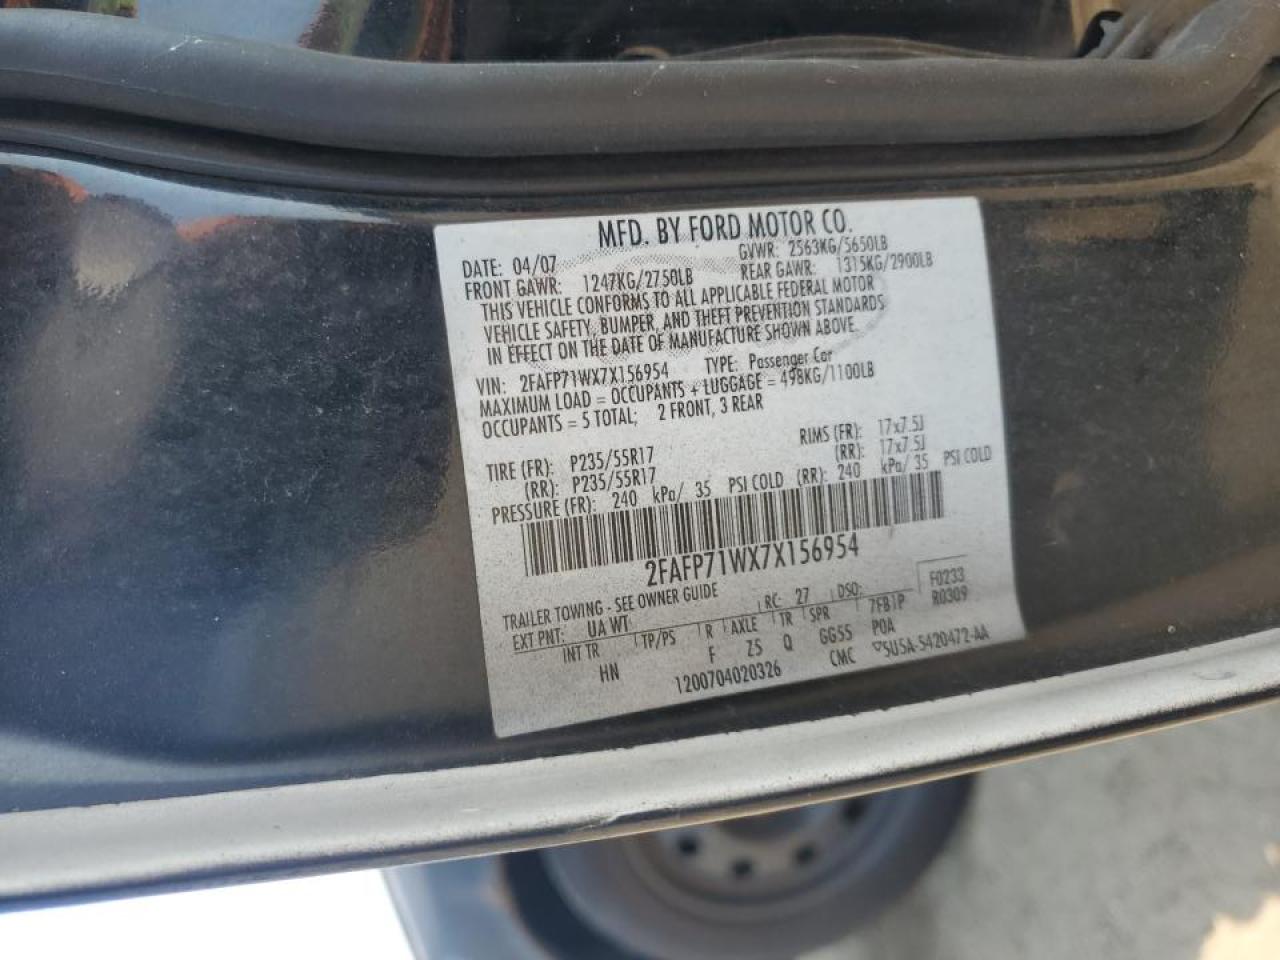 MFD. BY FORD MOTOR CO.
DATE: 04/07 GVWR: 2563KG/5650LB
FRONT GAWR: 1247KG/2750LB REAR GAWR: 1315KG/2900LB
THIS VEHICLE CONFORMS TO ALL APPLICABLE FEDERAL MOTOR
VEHICLE SAFETY, BUMPER, AND THEFT PREVENTION STANDARDS
IN EFFECT ON THE DATE OF MANUFACTURE SHOWN ABOVE.
VIN: 2FAFP71WX7X156954 TYPE: Passenger Car
MAXIMUM LOAD = OCCUPANTS + LUGGAGE = 498KG/1100LB
OCCUPANTS = 5 TOTAL; 2 FRONT, 3 REAR
TIRE (FR): P235/55R17 RIMS (FR): 17x7.5J
(RR): P235/55R17 (RR): 17x7.5J
PRESSURE (FR): 240 kPa/ 35 PSI COLD (RR): 240 kPa/ 35 PSI COLD
2FAFP71WX7X156954
TRAILER TOWING - SEE OWNER GUIDE
EXT PNT: UA WT RC: 27 DSO: F0233
INT TR TP/PS R AXLE TR SPR 7FB1P R0309
HN F Z5 Q GG55 POA
1200704020326 CMC ▽5U5A-5420472-AA